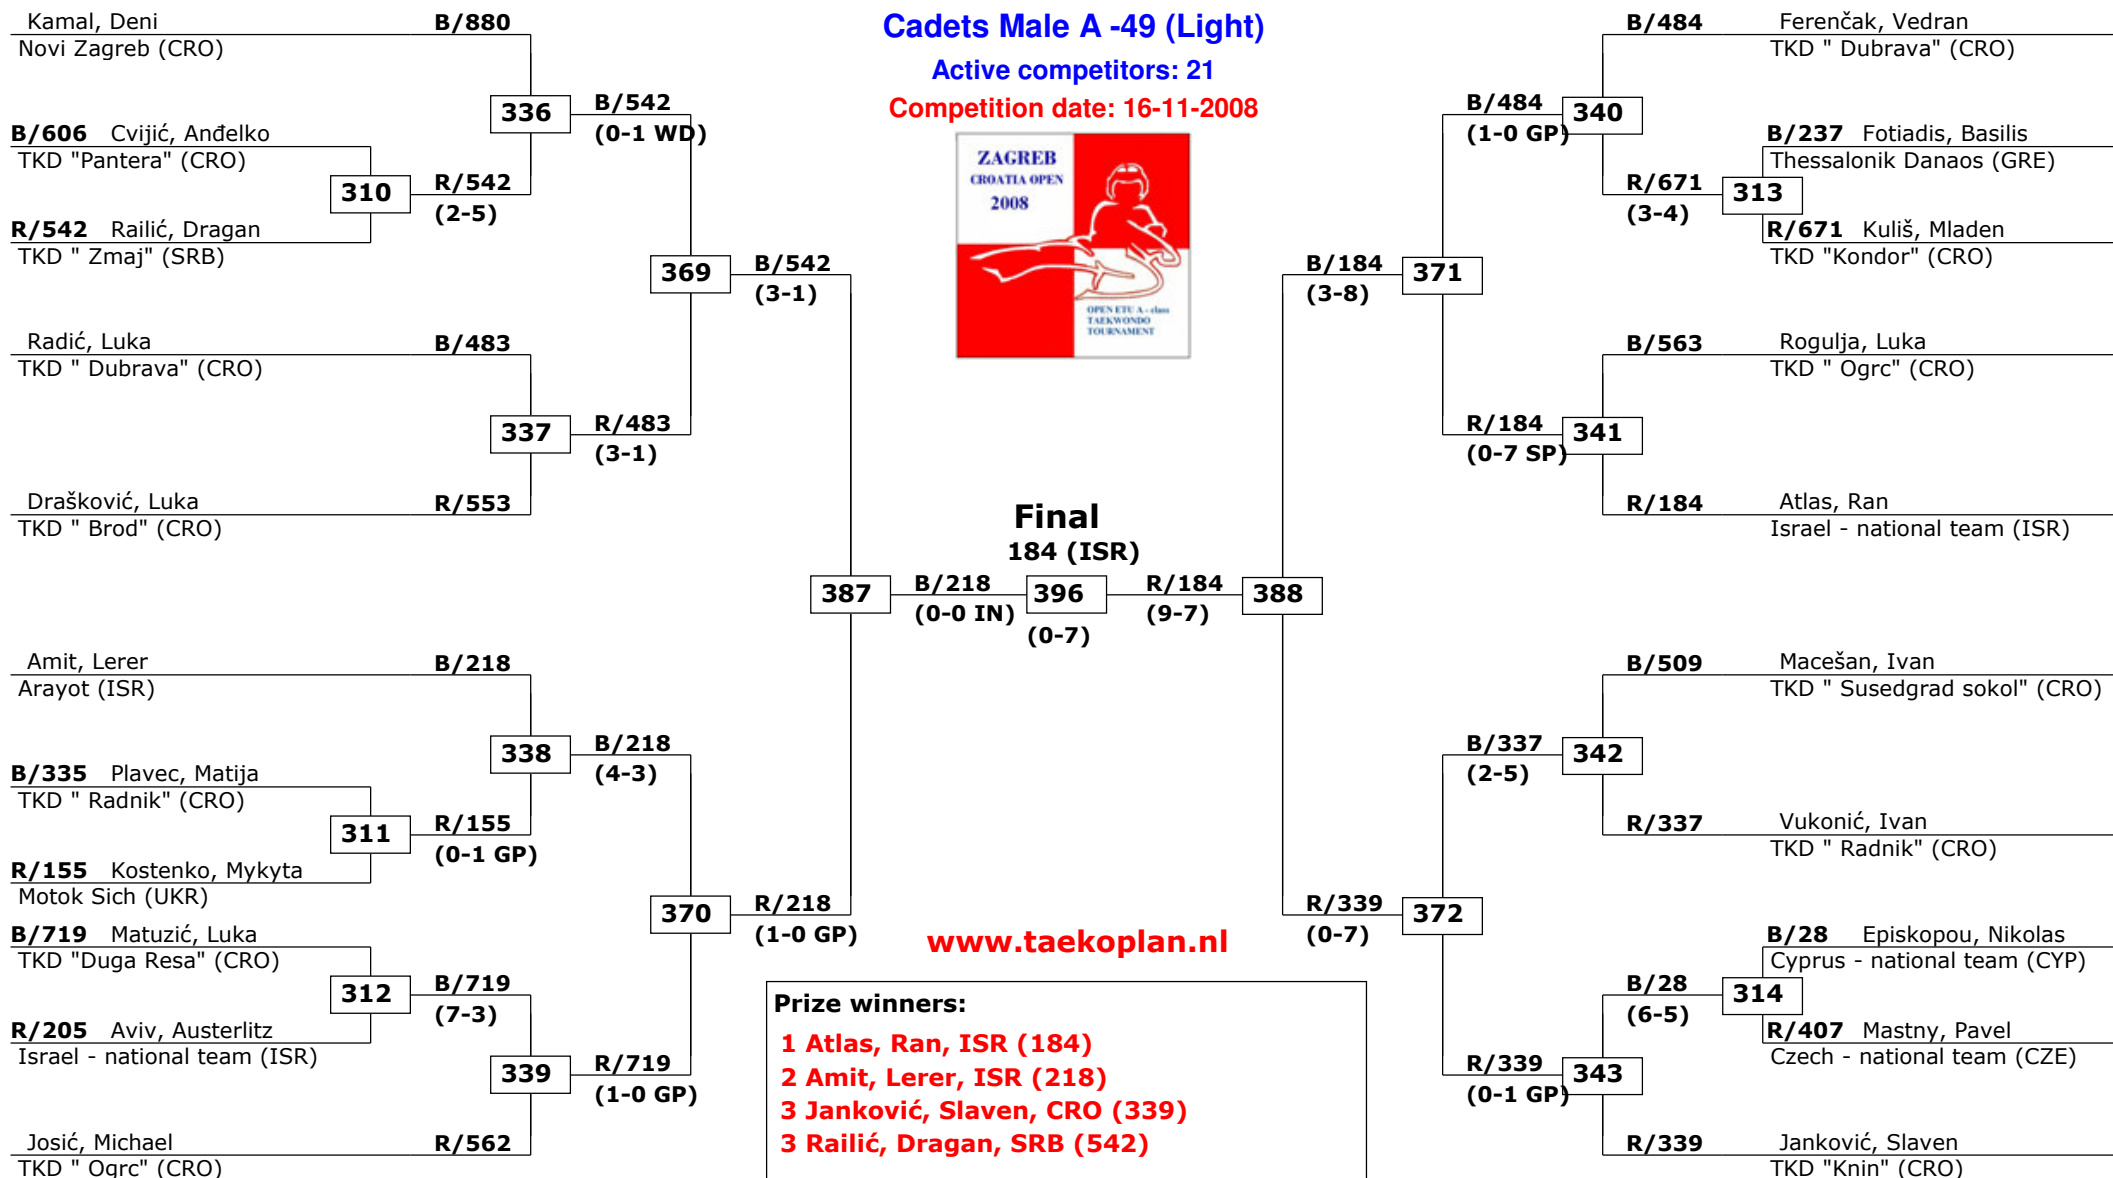 Cadets Male A -49 (Light)
Active competitors: 21
Competition date: 16-11-2008
ZAGREB
CROATIA OPEN
2008
OPEN ETU A - class
TAEKWONDO
TOURNAMENT
Kamal, Deni B/880
Novi Zagreb (CRO)
336
B/542
(0-1 WD)
B/606 Cvijić, Anđelko
TKD "Pantera" (CRO)
310
R/542
(2-5)
R/542 Railić, Dragan
TKD " Zmaj" (SRB)
369
B/542
(3-1)
Radić, Luka B/483
TKD " Dubrava" (CRO)
337
R/483
(3-1)
Drašković, Luka R/553
TKD " Brod" (CRO)
387
B/218
(0-0 IN)
Amit, Lerer B/218
Arayot (ISR)
338
B/218
(4-3)
B/335 Plavec, Matija
TKD " Radnik" (CRO)
311
R/155
(0-1 GP)
R/155 Kostenko, Mykyta
Motok Sich (UKR)
370
R/218
(1-0 GP)
B/719 Matuzić, Luka
TKD "Duga Resa" (CRO)
312
B/719
(7-3)
R/205 Aviv, Austerlitz
Israel - national team (ISR)
339
R/719
(1-0 GP)
Josić, Michael R/562
TKD " Ogrc" (CRO)
Final
184 (ISR)
396
(0-7)
R/184
(9-7)
388
B/484 Ferenčak, Vedran
TKD " Dubrava" (CRO)
B/484
(1-0 GP)
340
B/237 Fotiadis, Basilis
Thessalonik Danaos (GRE)
R/671
(3-4)
313
R/671 Kuliš, Mladen
TKD "Kondor" (CRO)
B/184
(3-8)
371
B/563 Rogulja, Luka
TKD " Ogrc" (CRO)
R/184
(0-7 SP)
341
R/184 Atlas, Ran
Israel - national team (ISR)
B/509 Macešan, Ivan
TKD " Susedgrad sokol" (CRO)
B/337
(2-5)
342
R/337 Vukonić, Ivan
TKD " Radnik" (CRO)
R/339
(0-7)
372
B/28 Episkopou, Nikolas
Cyprus - national team (CYP)
B/28
(6-5)
314
R/407 Mastny, Pavel
Czech - national team (CZE)
R/339
(0-1 GP)
343
R/339 Janković, Slaven
TKD "Knin" (CRO)
www.taekoplan.nl
Prize winners:
1 Atlas, Ran, ISR (184)
2 Amit, Lerer, ISR (218)
3 Janković, Slaven, CRO (339)
3 Railić, Dragan, SRB (542)